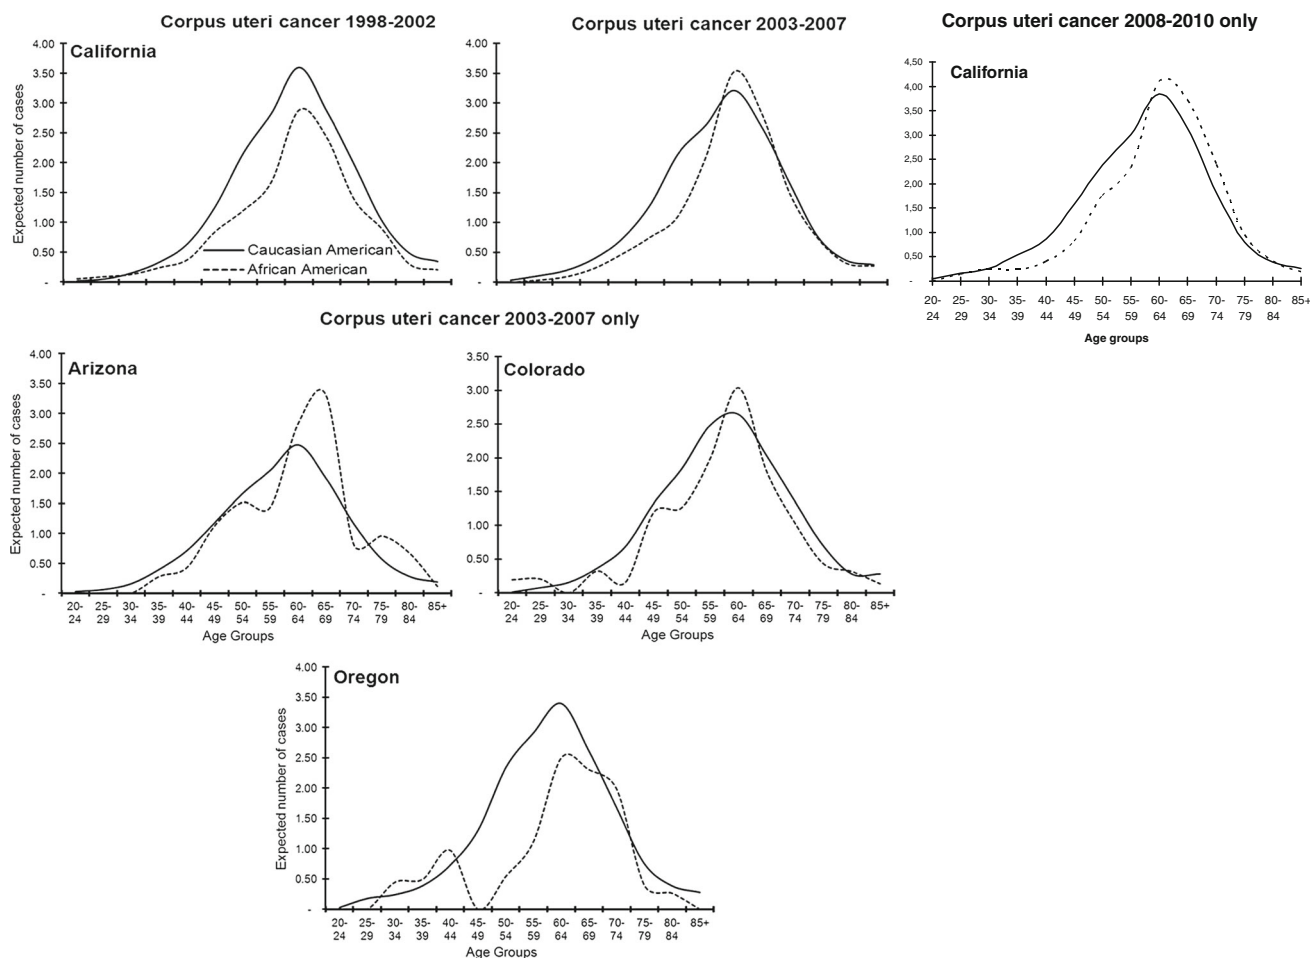 Corpus uteri cancer 1998-2002
Corpus uteri cancer 2003-2007
Corpus uteri cancer 2008-2010 only
California
Expected number of cases
4.00
3.50
3.00
2.50
2.00
1.50
1.00
0.50
-
Caucasian American
African American
4.00
3.50
3.00
2.50
2.00
1.50
1.00
0.50
-
California
4,50
4,00
3,50
3,00
2,50
2,00
1,50
1,00
0,50
-
20- 25- 30- 35- 40- 45- 50- 55- 60- 65- 70- 75- 80- 85+
24 29 34 39 44 49 54 59 64 69 74 79 84
Age groups
Corpus uteri cancer 2003-2007 only
Arizona
Expected number of cases
4.00
3.50
3.00
2.50
2.00
1.50
1.00
0.50
-
20- 25- 30- 35- 40- 45- 50- 55- 60- 65- 70- 75- 80- 85+
24 29 34 39 44 49 54 59 64 69 74 79 84
Age Groups
Colorado
3.50
3.00
2.50
2.00
1.50
1.00
0.50
-
20- 25- 30- 35- 40- 45- 50- 55- 60- 65- 70- 75- 80- 85+
24 29 34 39 44 49 54 59 64 69 74 79 84
Age Groups
Oregon
Expected number of cases
4.00
3.50
3.00
2.50
2.00
1.50
1.00
0.50
-
20- 25- 30- 35- 40- 45- 50- 55- 60- 65- 70- 75- 80- 85+
24 29 34 39 44 49 54 59 64 69 74 79 84
Age Groups